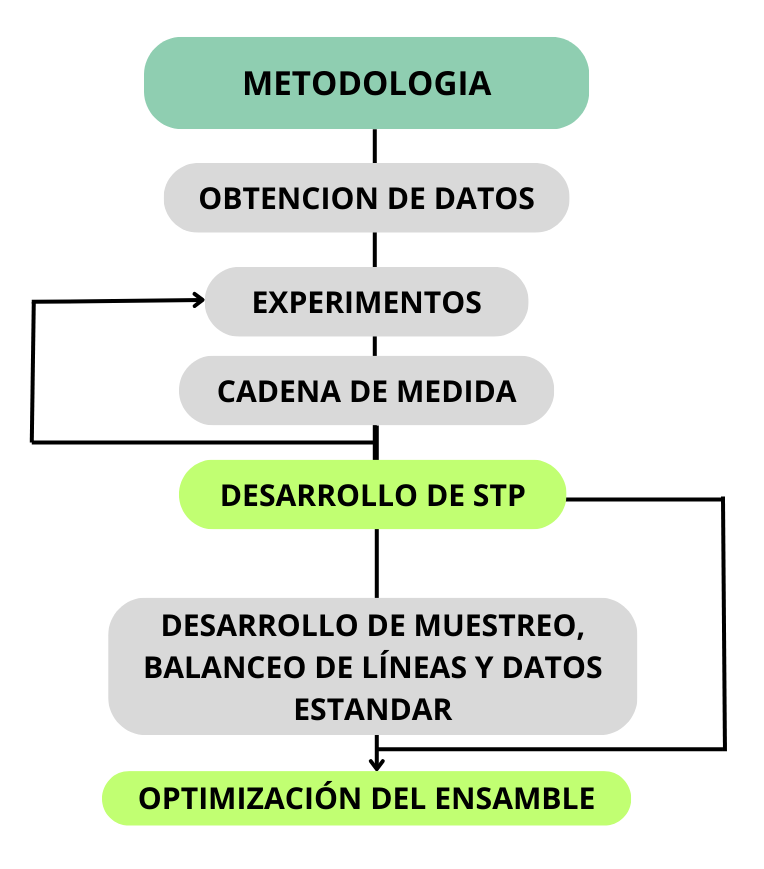 METODOLOGIA
OBTENCION DE DATOS
EXPERIMENTOS
CADENA DE MEDIDA
DESARROLLO DE STP
DESARROLLO DE MUESTREO,
BALANCEO DE LÍNEAS Y DATOS
ESTANDAR
OPTIMIZACIÓN DEL ENSAMBLE